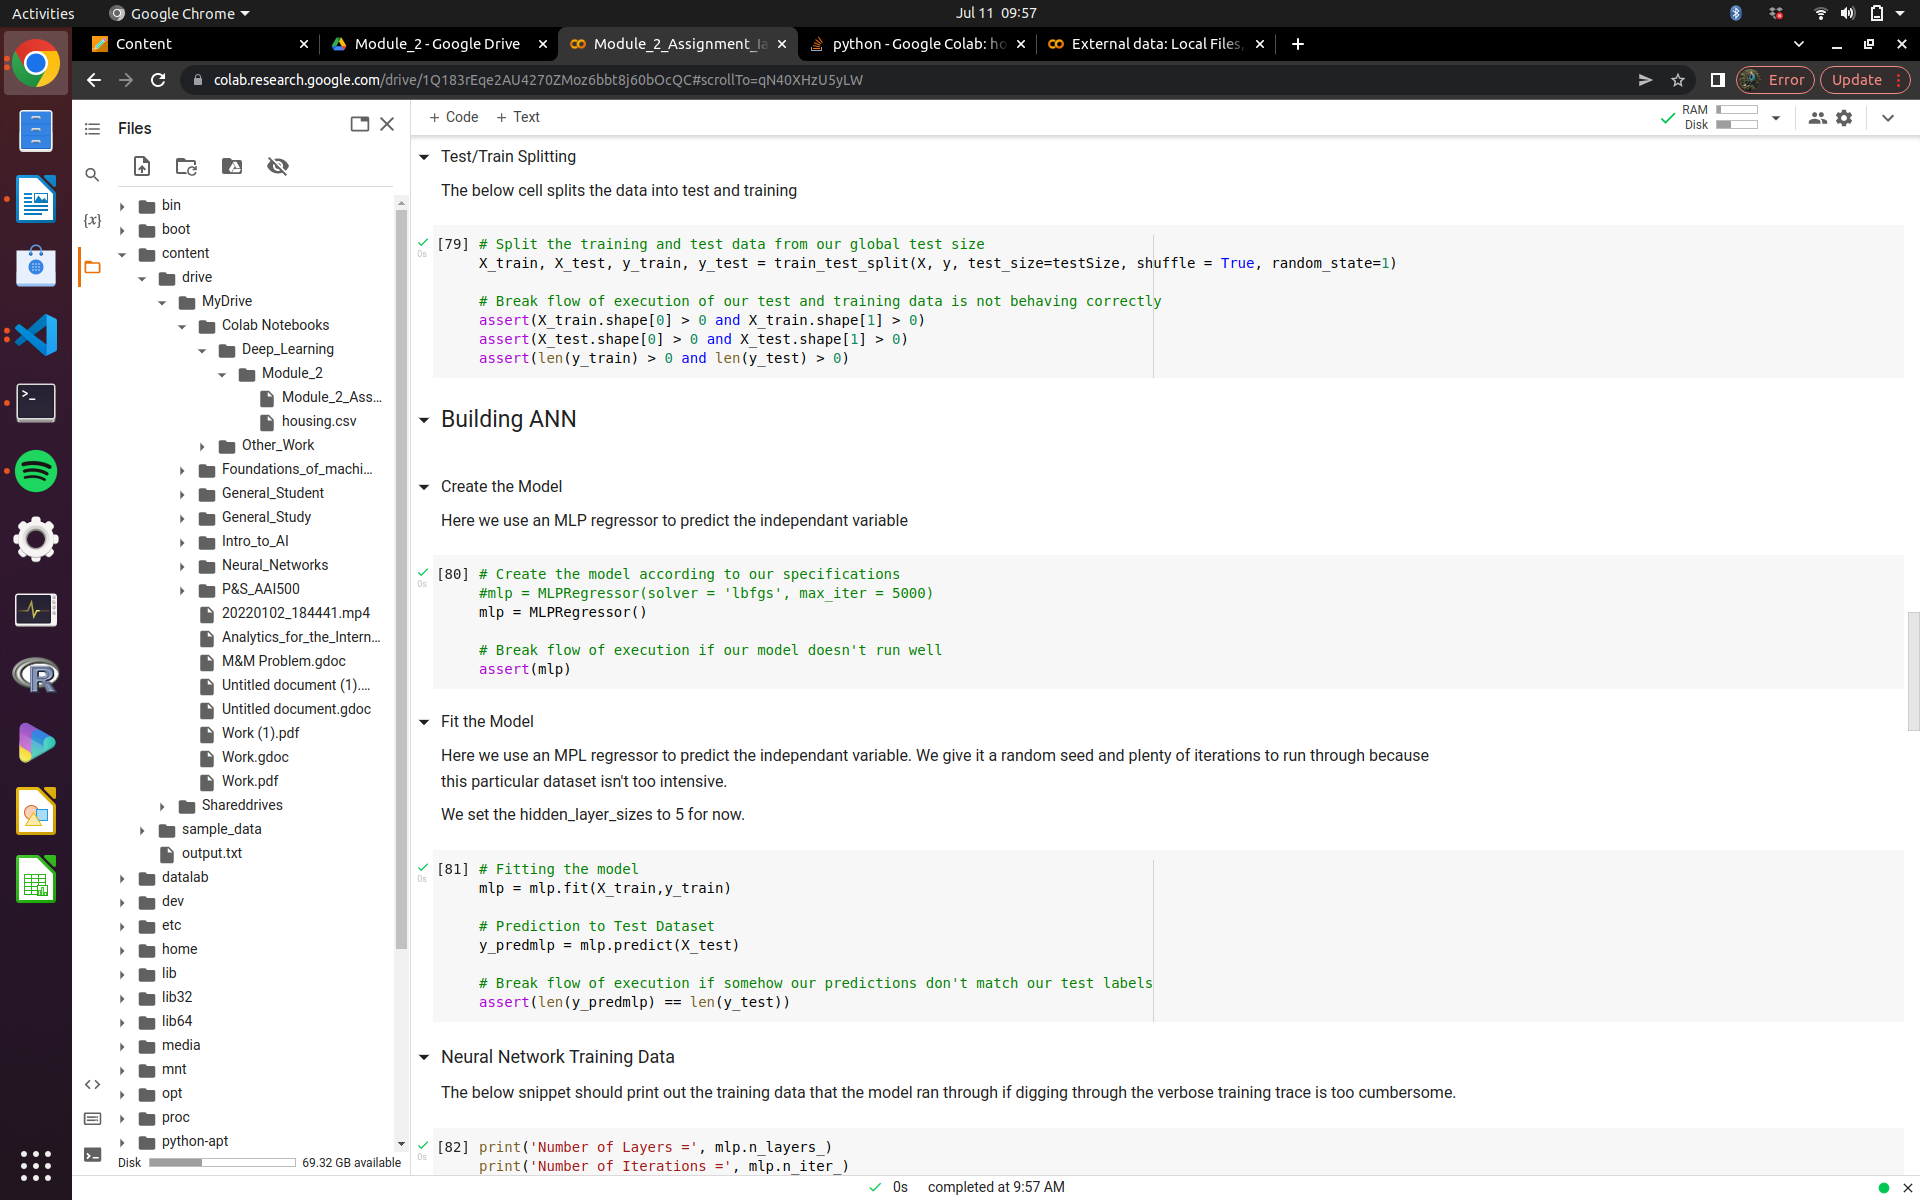 Activities
Google Chrome
Jul 11 09:57
Content
Module_2 - Google Drive
Module_2_Assignment_Ia
python - Google Colab: ho
External data: Local Files,
colab.research.google.com/drive/1Q183rEqe2AU4270ZMoz6bbt8j60bOcQC#scrollTo=qN40XHzU5yLW
Error
Update
Files
+ Code + Text
RAM
Disk
bin
boot
content
drive
MyDrive
Colab Notebooks
Deep_Learning
Module_2
Module_2_Ass...
housing.csv
Other_Work
Foundations_of_machi...
General_Student
General_Study
Intro_to_AI
Neural_Networks
P&S_AAI500
20220102_184441.mp4
Analytics_for_the_Intern...
M&M Problem.gdoc
Untitled document (1)....
Untitled document.gdoc
Work (1).pdf
Work.gdoc
Work.pdf
Shareddrives
sample_data
output.txt
datalab
dev
etc
home
lib
lib32
lib64
media
mnt
opt
proc
python-apt
Disk
69.32 GB available
Test/Train Splitting
The below cell splits the data into test and training
0s
[79] # Split the training and test data from our global test size
X_train, X_test, y_train, y_test = train_test_split(X, y, test_size=testSize, shuffle = True, random_state=1)
# Break flow of execution of our test and training data is not behaving correctly
assert(X_train.shape[0] > 0 and X_train.shape[1] > 0)
assert(X_test.shape[0] > 0 and X_test.shape[1] > 0)
assert(len(y_train) > 0 and len(y_test) > 0)
Building ANN
Create the Model
Here we use an MLP regressor to predict the independant variable
0s
[80] # Create the model according to our specifications
#mlp = MLPRegressor(solver = 'lbfgs', max_iter = 5000)
mlp = MLPRegressor()
# Break flow of execution if our model doesn't run well
assert(mlp)
Fit the Model
Here we use an MPL regressor to predict the independant variable. We give it a random seed and plenty of iterations to run through because
this particular dataset isn't too intensive.
We set the hidden_layer_sizes to 5 for now.
0s
[81] # Fitting the model
mlp = mlp.fit(X_train,y_train)
# Prediction to Test Dataset
y_predmlp = mlp.predict(X_test)
# Break flow of execution if somehow our predictions don't match our test labels
assert(len(y_predmlp) == len(y_test))
Neural Network Training Data
The below snippet should print out the training data that the model ran through if digging through the verbose training trace is too cumbersome.
0s
[82] print('Number of Layers =', mlp.n_layers_)
print('Number of Iterations =', mlp.n_iter_)
0s completed at 9:57 AM